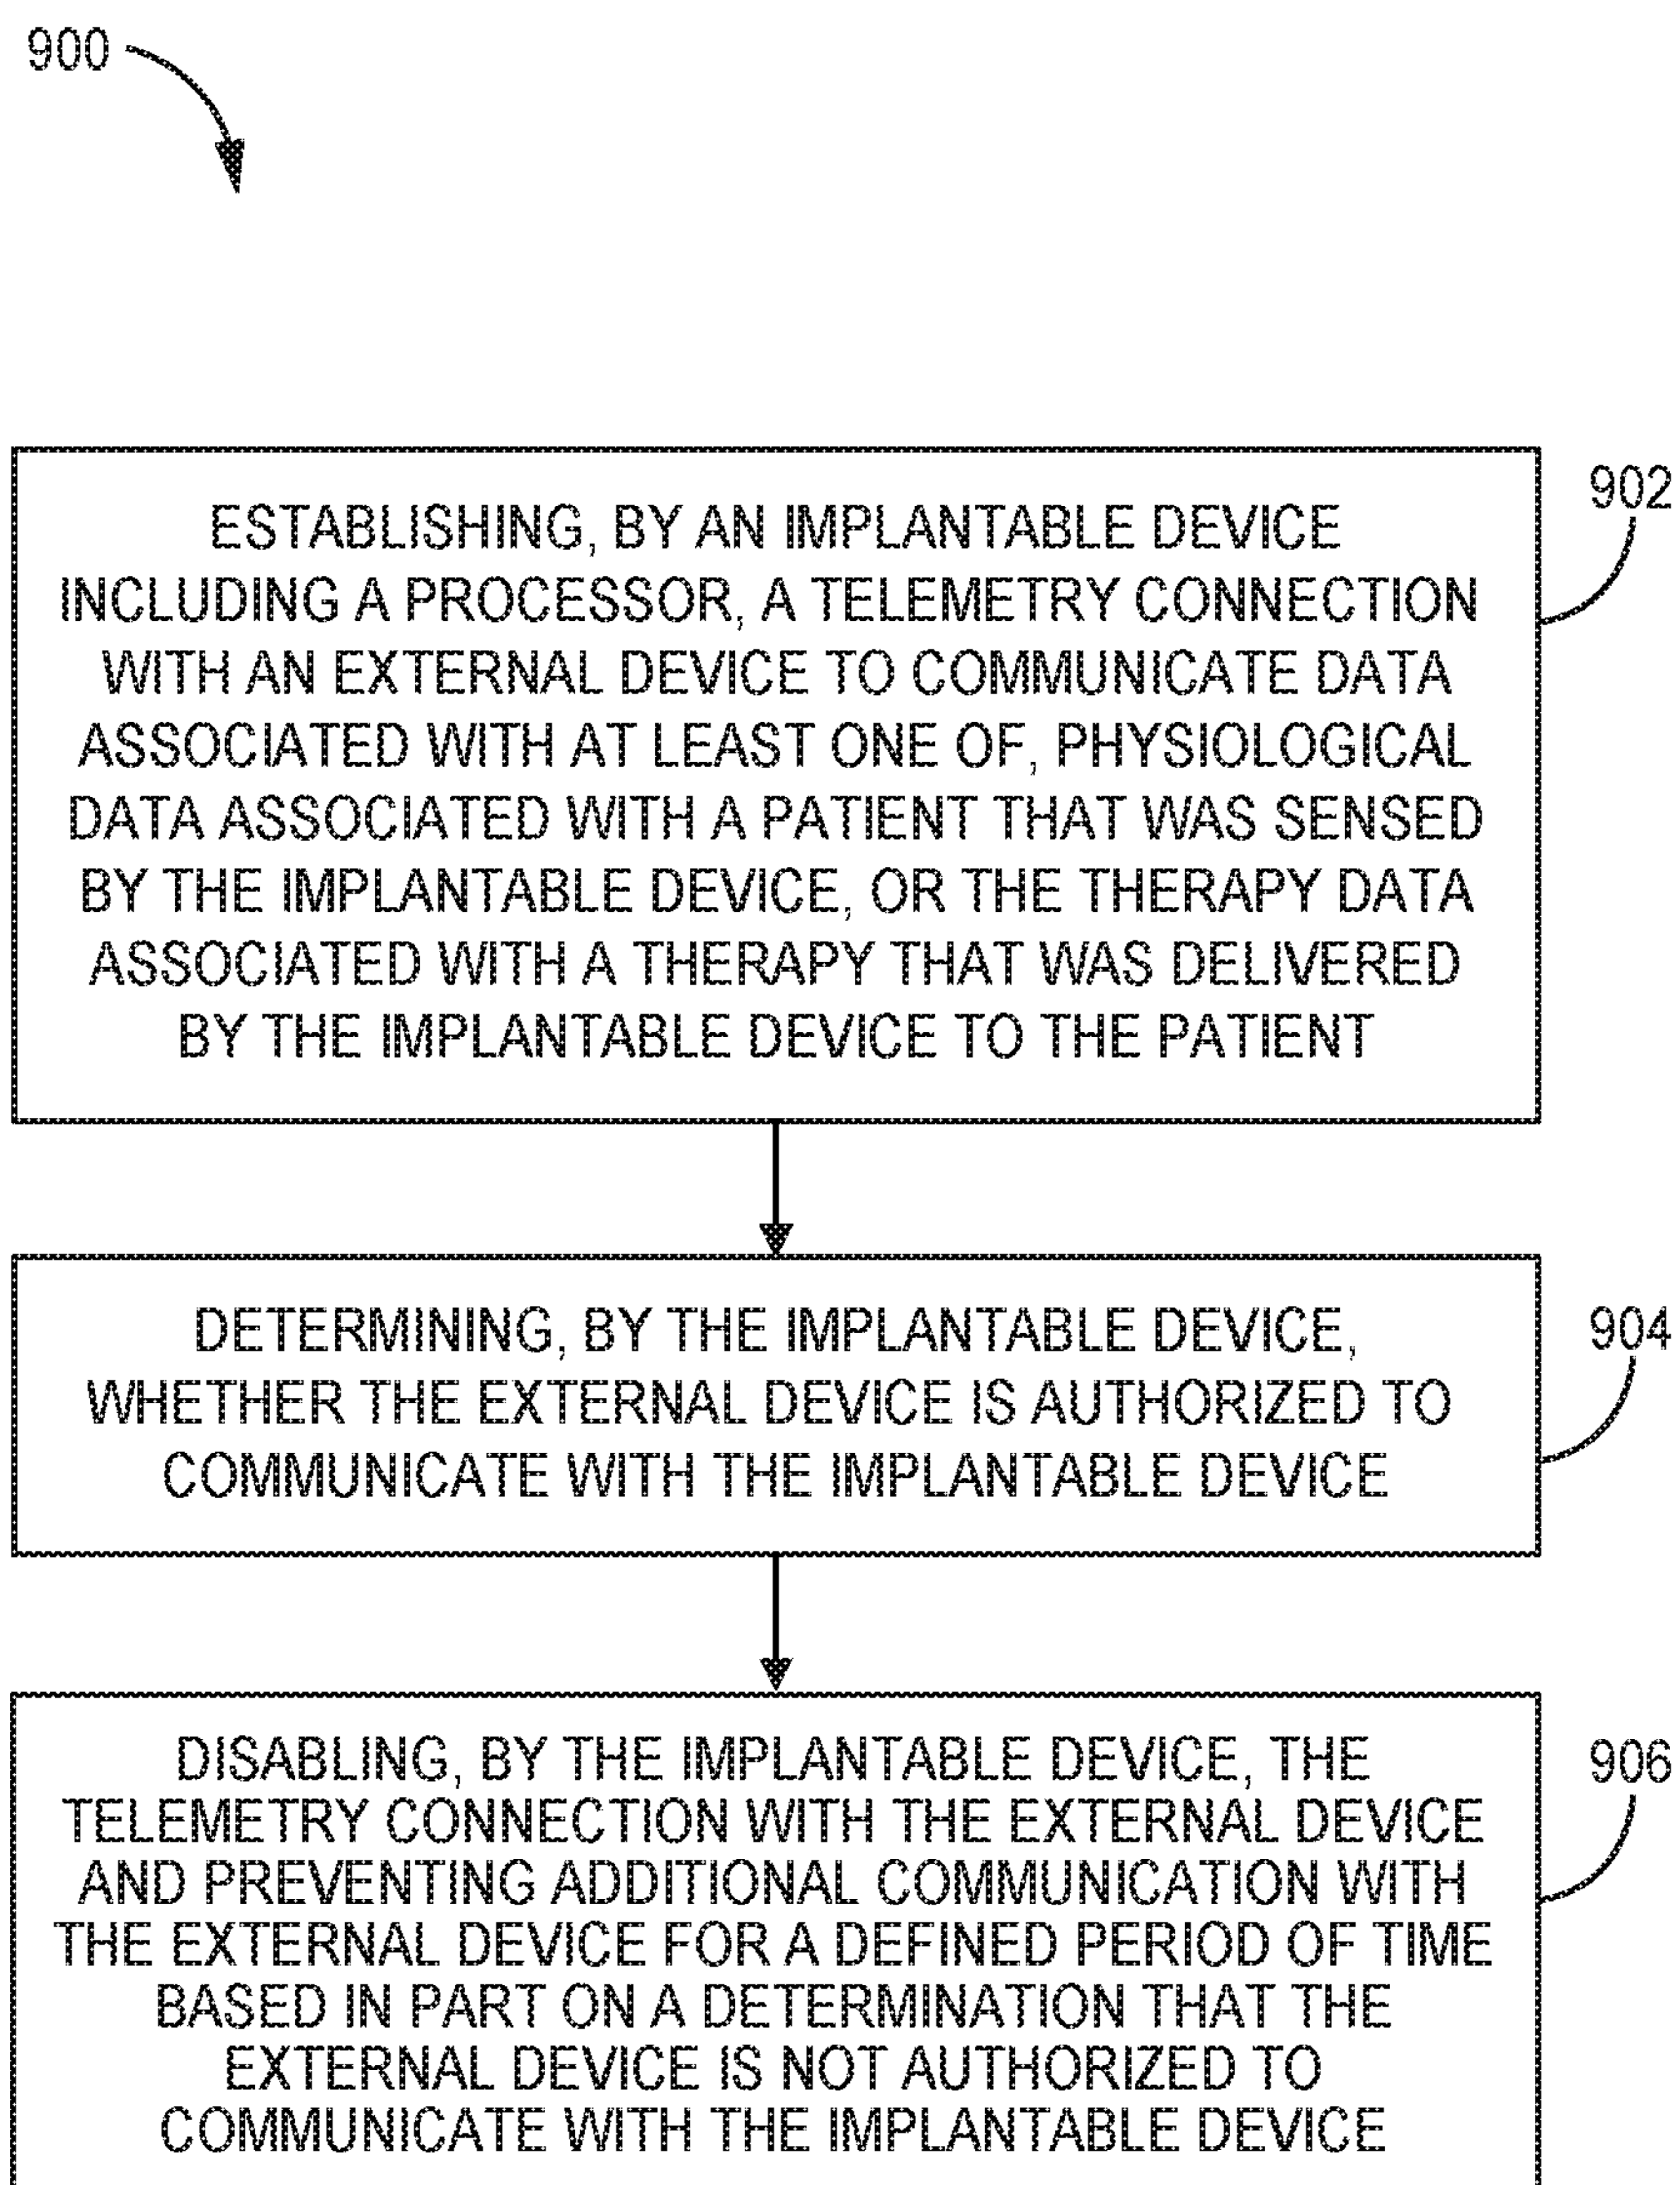 900
902
ESTABLISHING, BY AN IMPLANTABLE DEVICE
INCLUDING A PROCESSOR, A TELEMETRY CONNECTION
WITH AN EXTERNAL DEVICE TO COMMUNICATE DATA
ASSOCIATED WITH AT LEAST ONE OF, PHYSIOLOGICAL
DATA ASSOCIATED WITH A PATIENT THAT WAS SENSED
BY THE IMPLANTABLE DEVICE, OR THE THERAPY DATA
ASSOCIATED WITH A THERAPY THAT WAS DELIVERED
BY THE IMPLANTABLE DEVICE TO THE PATIENT
904
DETERMINING, BY THE IMPLANTABLE DEVICE,
WHETHER THE EXTERNAL DEVICE IS AUTHORIZED TO
COMMUNICATE WITH THE IMPLANTABLE DEVICE
906
DISABLING, BY THE IMPLANTABLE DEVICE, THE
TELEMETRY CONNECTION WITH THE EXTERNAL DEVICE
AND PREVENTING ADDITIONAL COMMUNICATION WITH
THE EXTERNAL DEVICE FOR A DEFINED PERIOD OF TIME
BASED IN PART ON A DETERMINATION THAT THE
EXTERNAL DEVICE IS NOT AUTHORIZED TO
COMMUNICATE WITH THE IMPLANTABLE DEVICE